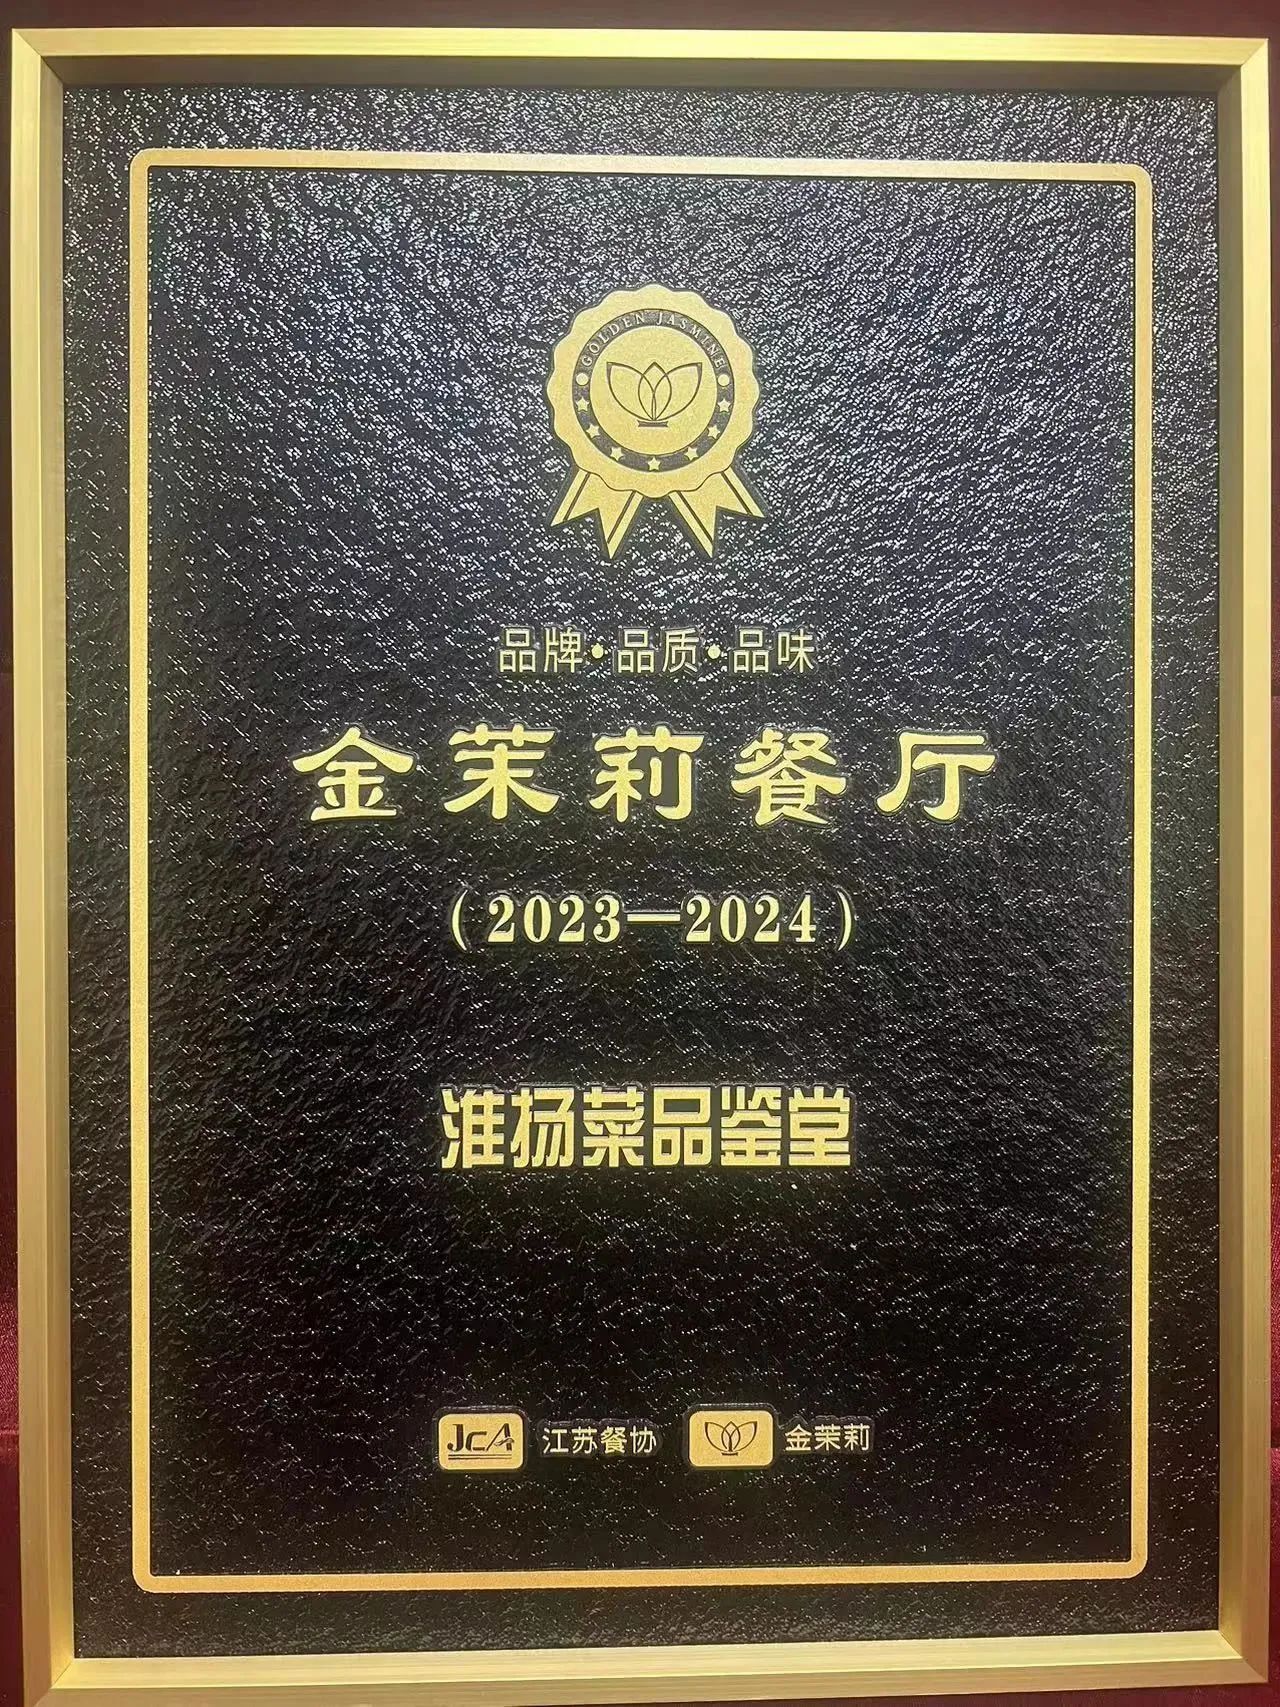 GOLDEN JASMINE
品牌·品质·品味
金茉莉餐厅
（2023—2024）
淮扬菜品鉴堂
JcA 江苏餐协 金茉莉